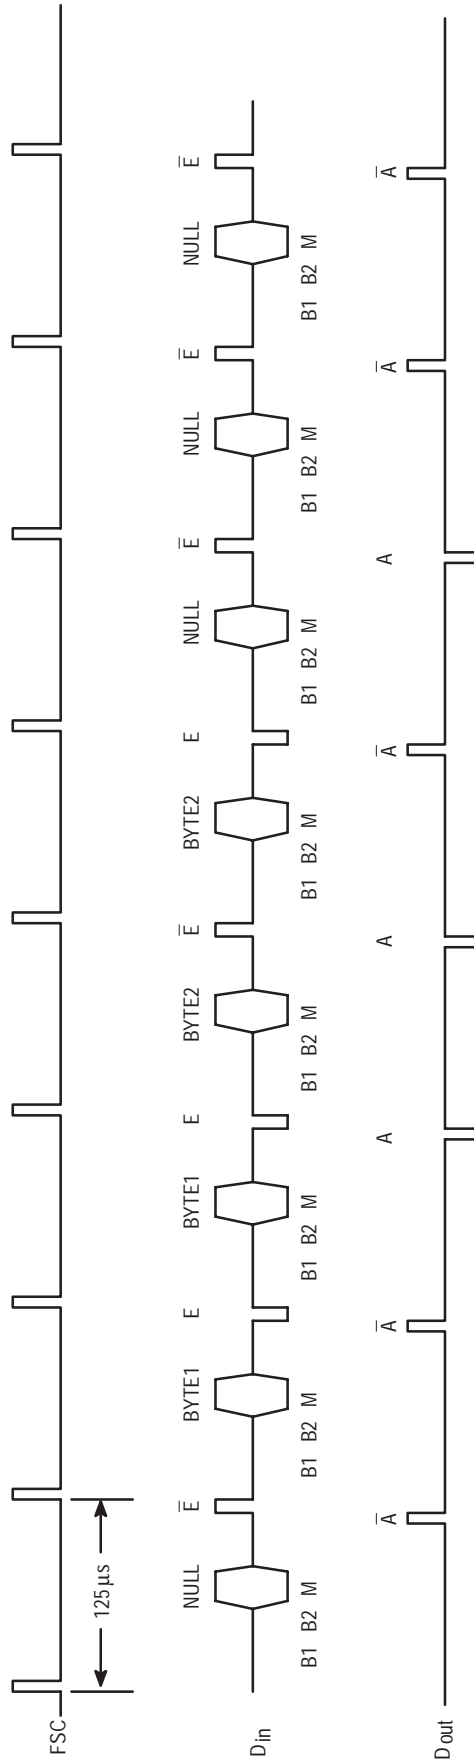 FSC
125 µs
NULL E̅ BYTE1 E BYTE1 E BYTE2 E̅ BYTE2 E NULL E̅ NULL E̅ NULL E̅
Din
B1 B2 M B1 B2 M B1 B2 M B1 B2 M B1 B2 M B1 B2 M B1 B2 M B1 B2 M
A̅ A̅ A A A̅ A A̅ A̅
Dout